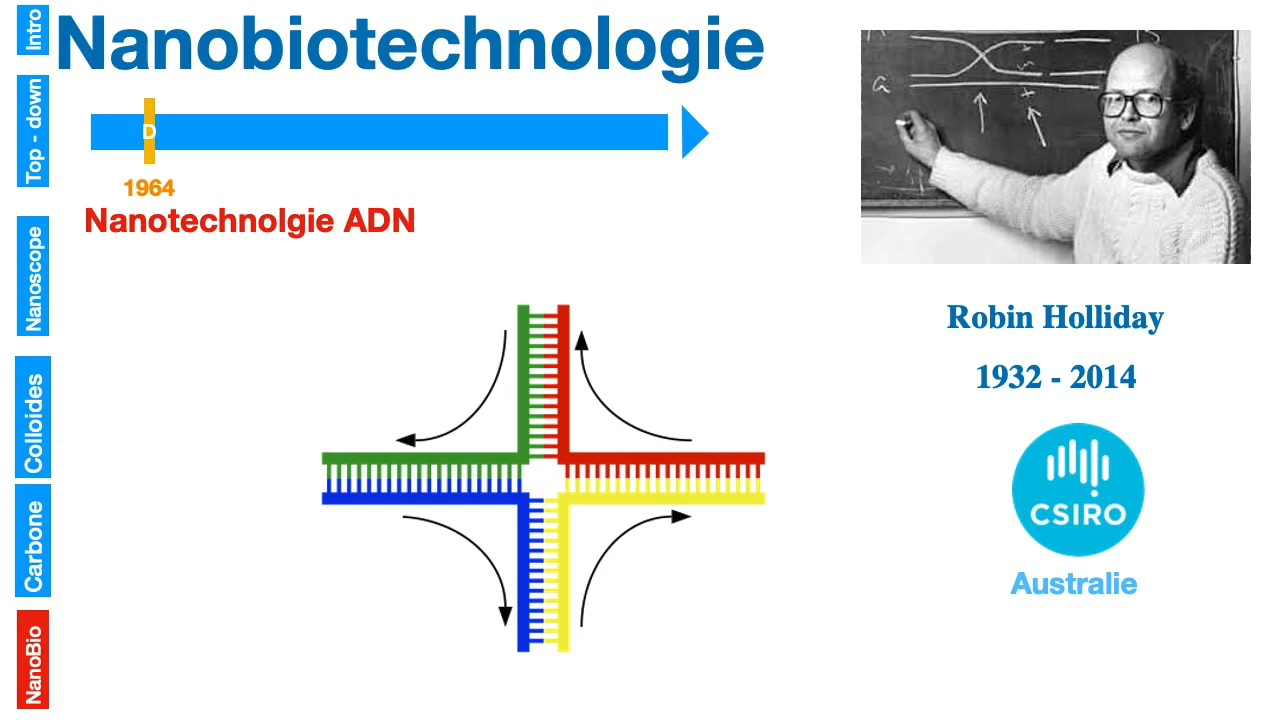 Intro
Top - down
Nanoscope
Colloides
Carbone
NanoBio
Nanobiotechnologie
D
1964
Nanotechnolgie ADN
a
Robin Holliday
1932 - 2014
CSIRO
Australie